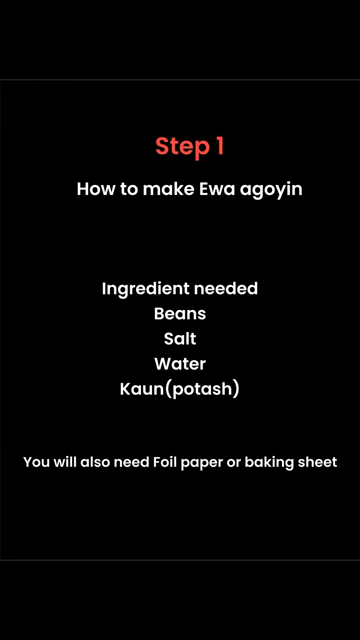 Step 1
How to make Ewa agoyin
Ingredient needed
Beans
Salt
Water
Kaun(potash)
You will also need Foil paper or baking sheet